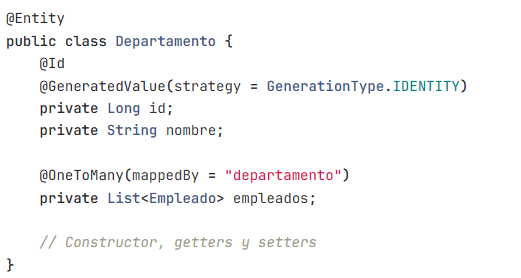 @Entity
public class Departamento {
    @Id
    @GeneratedValue(strategy = GenerationType.IDENTITY)
    private Long id;
    private String nombre;

    @OneToMany(mappedBy = "departamento")
    private List<Empleado> empleados;

    // Constructor, getters y setters
}